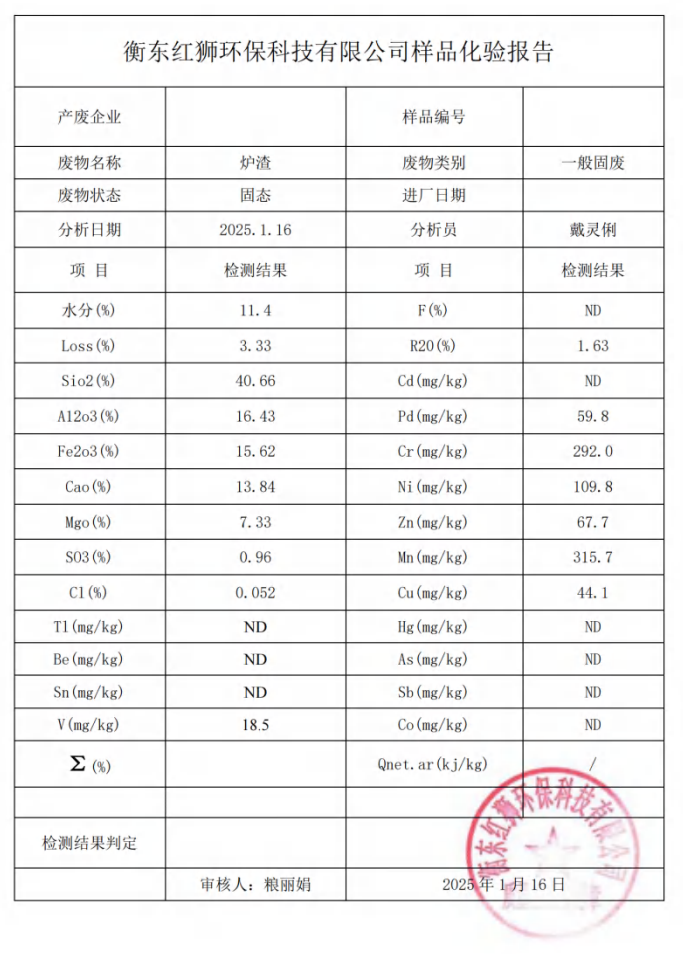 衡东红狮环保科技有限公司样品化验报告
产废企业 样品编号
废物名称 炉渣 废物类别 一般固废
废物状态 固态 进厂日期
分析日期 2025.1.16 分析员 戴灵俐
项 目 检测结果 项 目 检测结果
水分(%) 11.4 F(%) ND
Loss(%) 3.33 R20(%) 1.63
Sio2(%) 40.66 Cd(mg/kg) ND
Al2o3(%) 16.43 Pd(mg/kg) 59.8
Fe2o3(%) 15.62 Cr(mg/kg) 292.0
Cao(%) 13.84 Ni(mg/kg) 109.8
Mgo(%) 7.33 Zn(mg/kg) 67.7
SO3(%) 0.96 Mn(mg/kg) 315.7
Cl(%) 0.052 Cu(mg/kg) 44.1
Tl(mg/kg) ND Hg(mg/kg) ND
Be(mg/kg) ND As(mg/kg) ND
Sn(mg/kg) ND Sb(mg/kg) ND
V(mg/kg) 18.5 Co(mg/kg) ND
Σ(%) Qnet.ar(kj/kg) /
检测结果判定
衡东红狮环保科技有限公司
审核人：粮丽娟 2025年1月16日